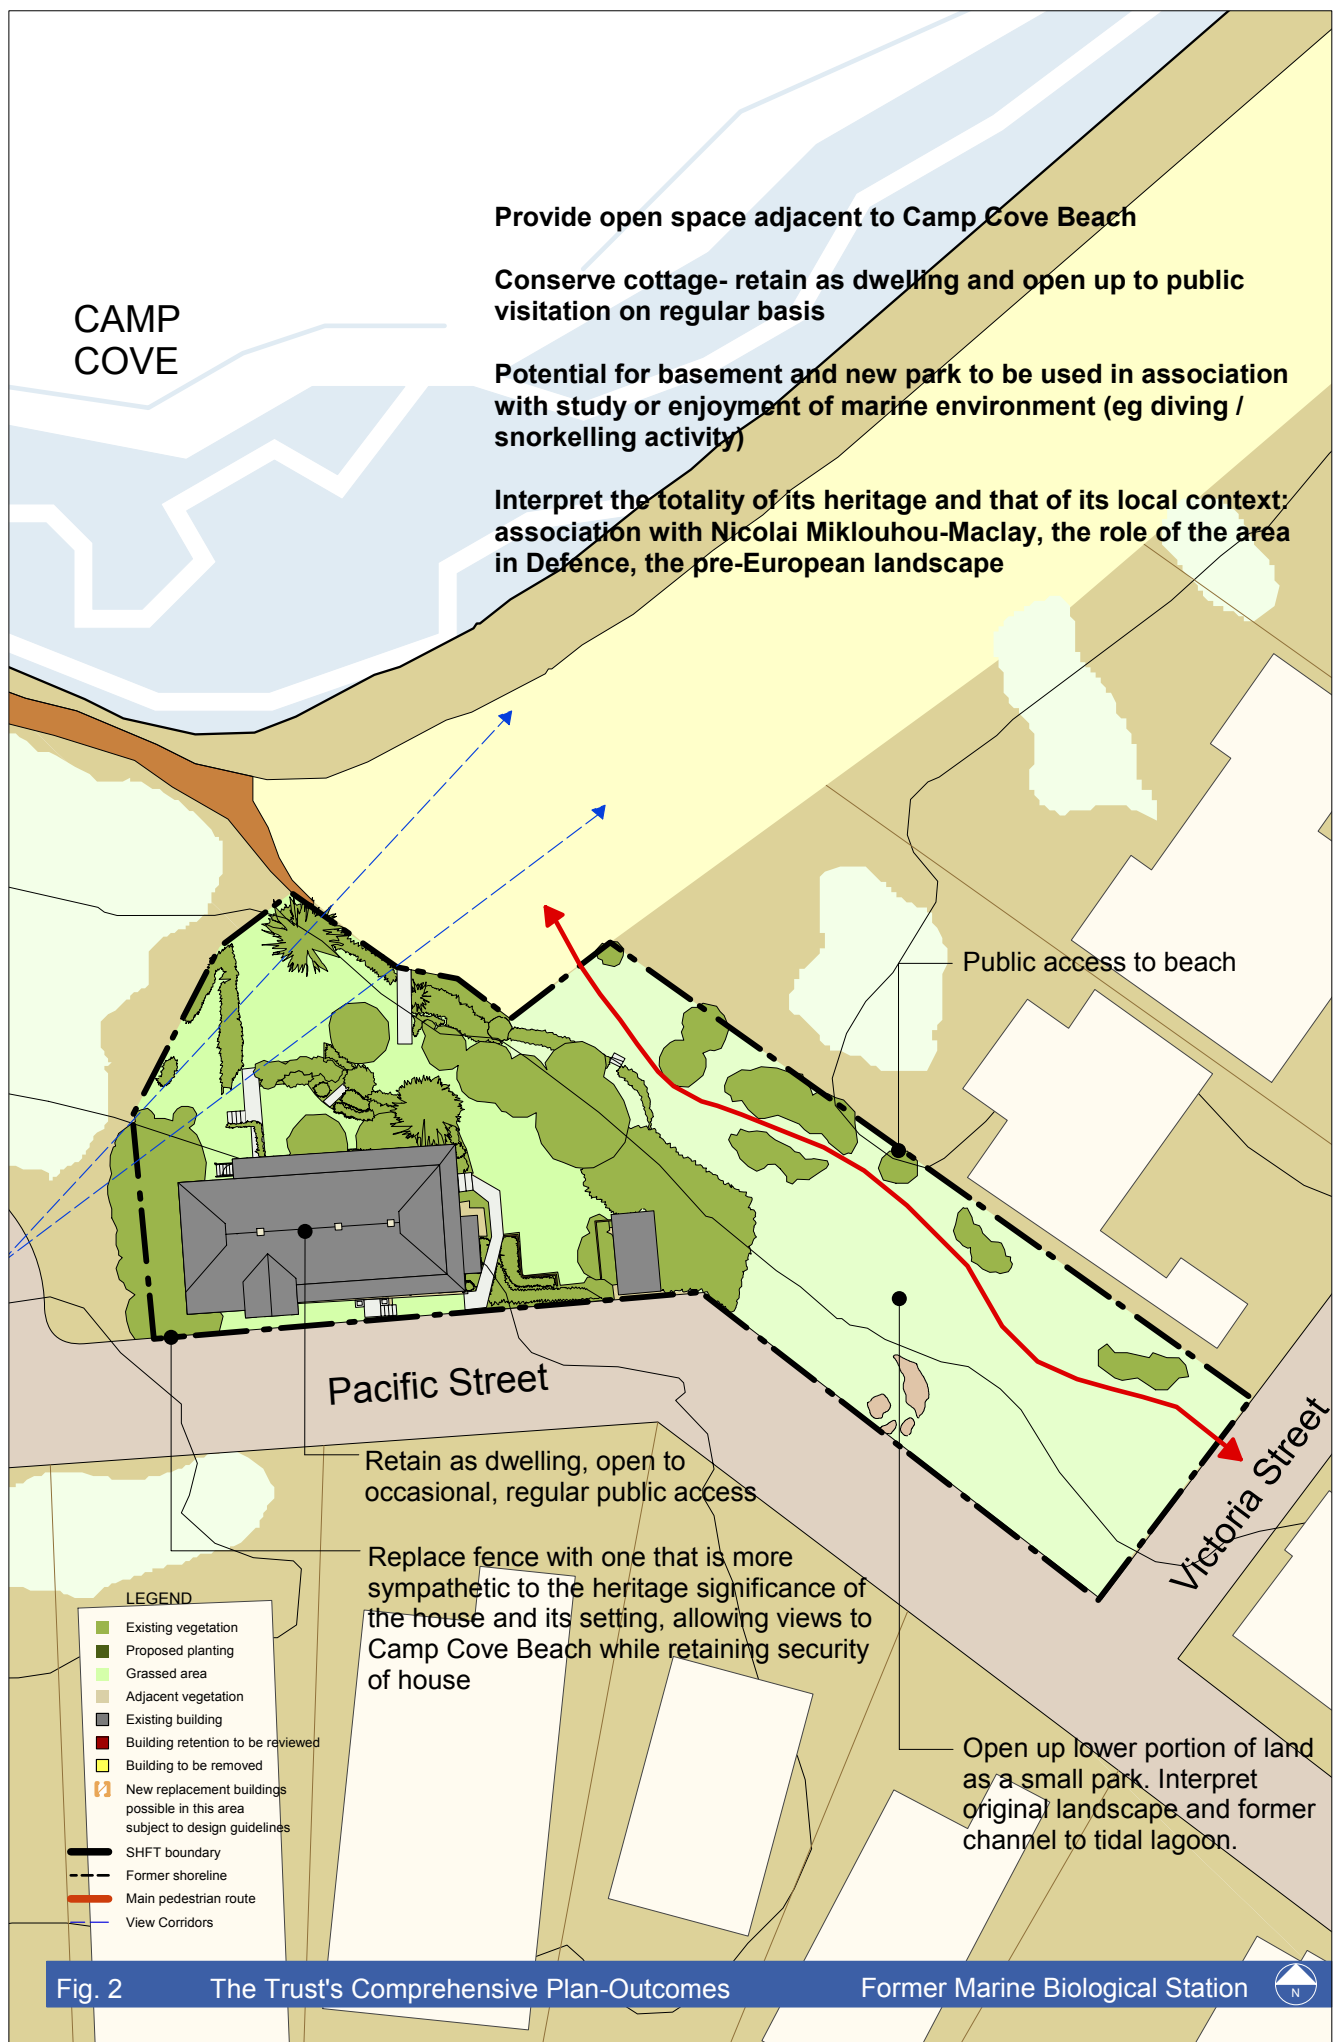 Provide open space adjacent to Camp Cove Beach
Conserve cottage- retain as dwelling and open up to public
visitation on regular basis
CAMP
COVE
Potential for basement and new park to be used in association
with study or enjoyment of marine environment (eg diving /
snorkelling activity)
Interpret the totality of its heritage and that of its local context:
association with Nicolai Miklouhou-Maclay, the role of the area
in Defence, the pre-European landscape
Public access to beach
Pacific Street
Victoria Street
Retain as dwelling, open to
occasional, regular public access
Replace fence with one that is more
sympathetic to the heritage significance of
the house and its setting, allowing views to
Camp Cove Beach while retaining security
of house
Open up lower portion of land
as a small park. Interpret
original landscape and former
channel to tidal lagoon.
LEGEND
Existing vegetation
Proposed planting
Grassed area
Adjacent vegetation
Existing building
Building retention to be reviewed
Building to be removed
New replacement buildings
possible in this area
subject to design guidelines
SHFT boundary
Former shoreline
Main pedestrian route
View Corridors
Fig. 2 The Trust's Comprehensive Plan-Outcomes Former Marine Biological Station
N